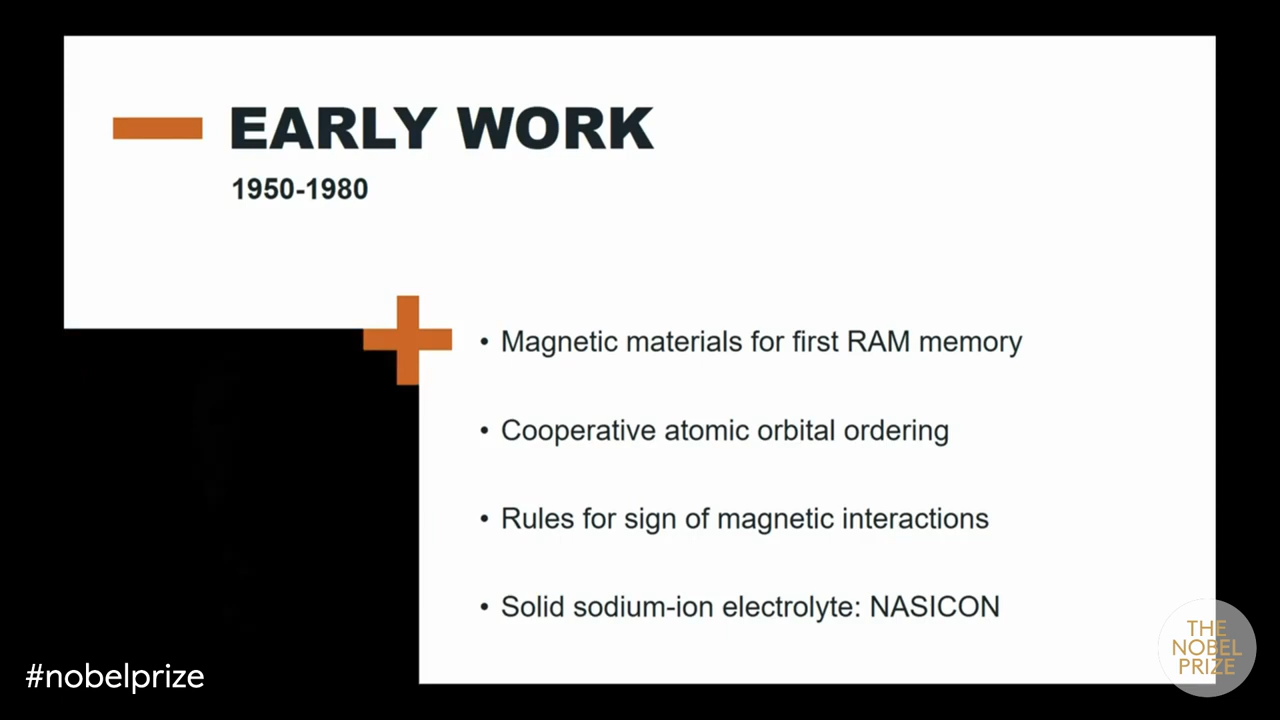 EARLY WORK
1950-1980
• Magnetic materials for first RAM memory
• Cooperative atomic orbital ordering
• Rules for sign of magnetic interactions
• Solid sodium-ion electrolyte: NASICON
#nobelprize
THE
NOBEL
PRIZE